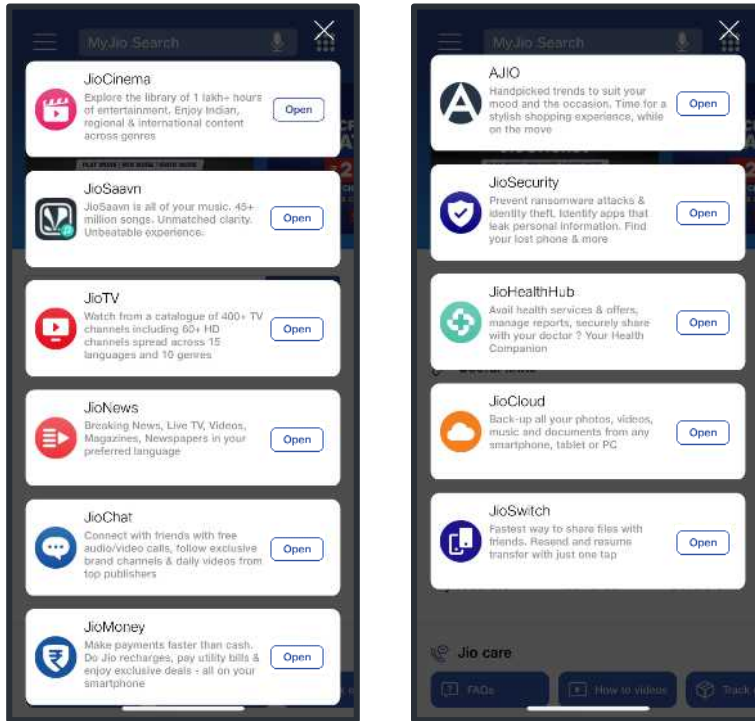 MyJio Search
JioCinema
Explore the library of 1 lakh+ hours
of entertainment. Enjoy Indian,
regional & international content
across genres
Open
JioSaavn
JioSaavn is all of your music. 45+
million songs. Unmatched clarity.
Unbeatable experience.
Open
JioTV
Watch from a catalogue of 400+ TV
channels including 60+ HD
channels spread across 15
languages and 10 genres
Open
JioNews
Breaking News, Live TV, Videos,
Magazines, Newspapers in your
preferred language
Open
JioChat
Connect with friends with free
audio/video calls, follow exclusive
brand channels & daily videos from
top publishers
Open
JioMoney
Make payments faster than cash.
Do Jio recharges, pay utility bills &
enjoy exclusive deals - all on your
smartphone
Open
MyJio Search
AJIO
Handpicked trends to suit your
mood and the occasion. Time for a
stylish shopping experience, while
on the move
Open
JioSecurity
Prevent ransomware attacks &
identity theft. Identify apps that
leak personal information. Find
your lost phone & more
Open
JioHealthHub
Avail health services & offers,
manage reports, securely share
with your doctor ? Your Health
Companion
Open
JioCloud
Back-up all your photos, videos,
music and documents from any
smartphone, tablet or PC
Open
JioSwitch
Fastest way to share files with
friends. Resend and resume
transfer with just one tap
Open
Jio care
FAQs
How to videos
Track